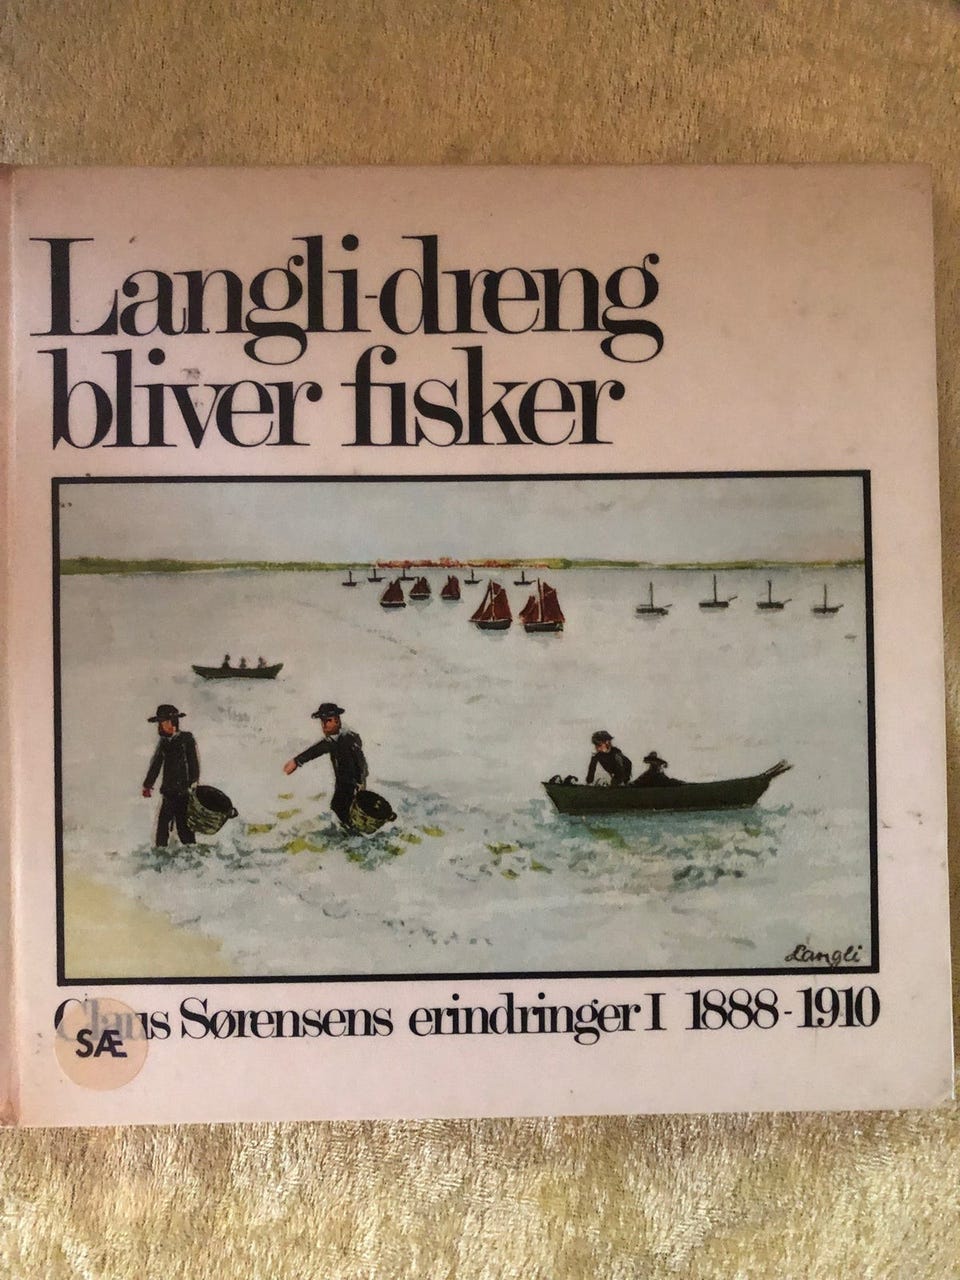 Langli-dreng
bliver fisker
Langli
Claus Sørensens erindringer I 1888-1910
SÆ